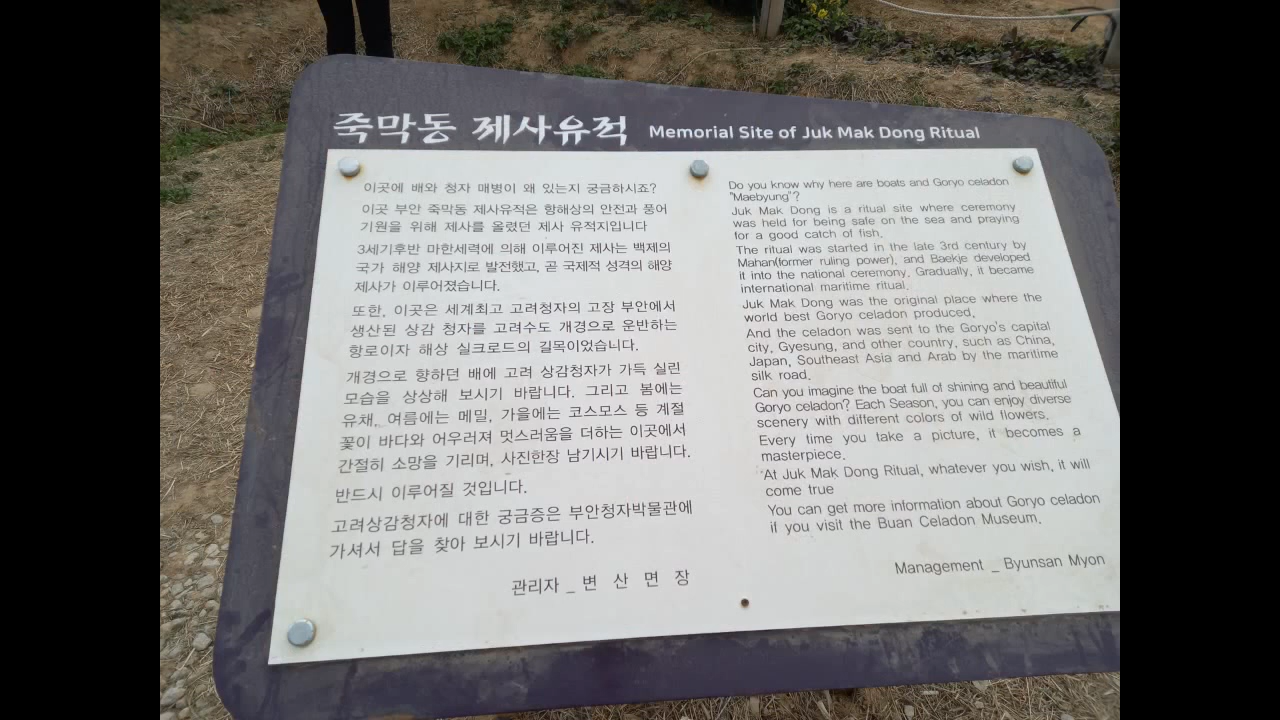 죽막동 제사유적 Memorial Site of Juk Mak Dong Ritual
이곳에 배와 청자 매병이 왜 있는지 궁금하시죠?
이곳 부안 죽막동 제사유적은 항해상의 안전과 풍어
기원을 위해 제사를 올렸던 제사 유적지입니다
3세기후반 마한세력에 의해 이루어진 제사는 백제의
국가 해양 제사지로 발전했고, 곧 국제적 성격의 해양
제사가 이루어졌습니다.
또한, 이곳은 세계최고 고려청자의 고장 부안에서
생산된 상감 청자를 고려수도 개경으로 운반하는
항로이자 해상 실크로드의 길목이었습니다.
개경으로 향하던 배에 고려 상감청자가 가득 실린
모습을 상상해 보시기 바랍니다. 그리고 봄에는
유채, 여름에는 메밀, 가을에는 코스모스 등 계절
꽃이 바다와 어우러져 멋스러움을 더하는 이곳에서
간절히 소망을 기리며, 사진한장 남기시기 바랍니다.
반드시 이루어질 것입니다.
고려상감청자에 대한 궁금증은 부안청자박물관에
가셔서 답을 찾아 보시기 바랍니다.
관리자 _ 변 산 면 장
Do you know why here are boats and Goryo celadon
"Maebyung"?
Juk Mak Dong is a ritual site where ceremony
was held for being safe on the sea and praying
for a good catch of fish.
The ritual was started in the late 3rd century by
Mahan(former ruling power), and Baekje developed
it into the national ceremony. Gradually, it became
international maritime ritual.
Juk Mak Dong was the original place where the
world best Goryo celadon produced.
And the celadon was sent to the Goryo's capital
city, Gyesung, and other country, such as China,
Japan, Southeast Asia and Arab by the maritime
silk road.
Can you imagine the boat full of shining and beautiful
Goryo celadon? Each Season, you can enjoy diverse
scenery with different colors of wild flowers.
Every time you take a picture, it becomes a
masterpiece.
At Juk Mak Dong Ritual, whatever you wish, it will
come true
You can get more information about Goryo celadon
if you visit the Buan Celadon Museum.
Management _ Byunsan Myon